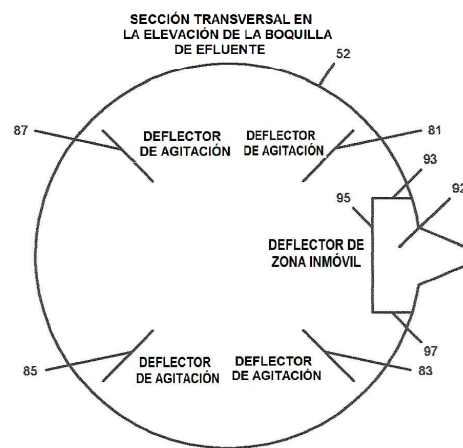 SECCIÓN TRANSVERSAL EN
LA ELEVACIÓN DE LA BOQUILLA
DE EFLUENTE
52
87
DEFLECTOR
DE AGITACIÓN
DEFLECTOR
DE AGITACIÓN
81
93
92
95
DEFLECTOR DE
ZONA INMÓVIL
97
85
DEFLECTOR
DE AGITACIÓN
DEFLECTOR
DE AGITACIÓN
83